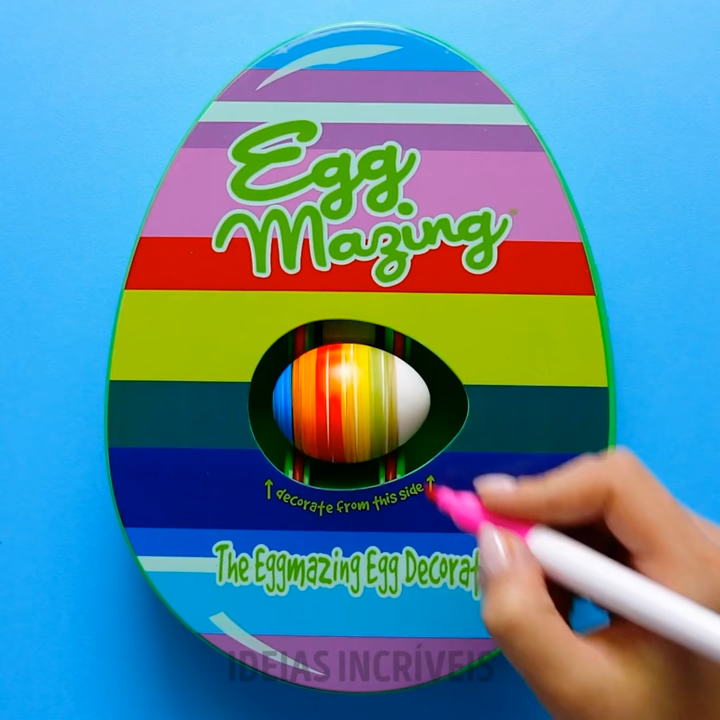 Egg
Mazing
↑ decorate from this side ↑
The Eggmazing Egg Decorat
IDEIAS INCRÍVEIS